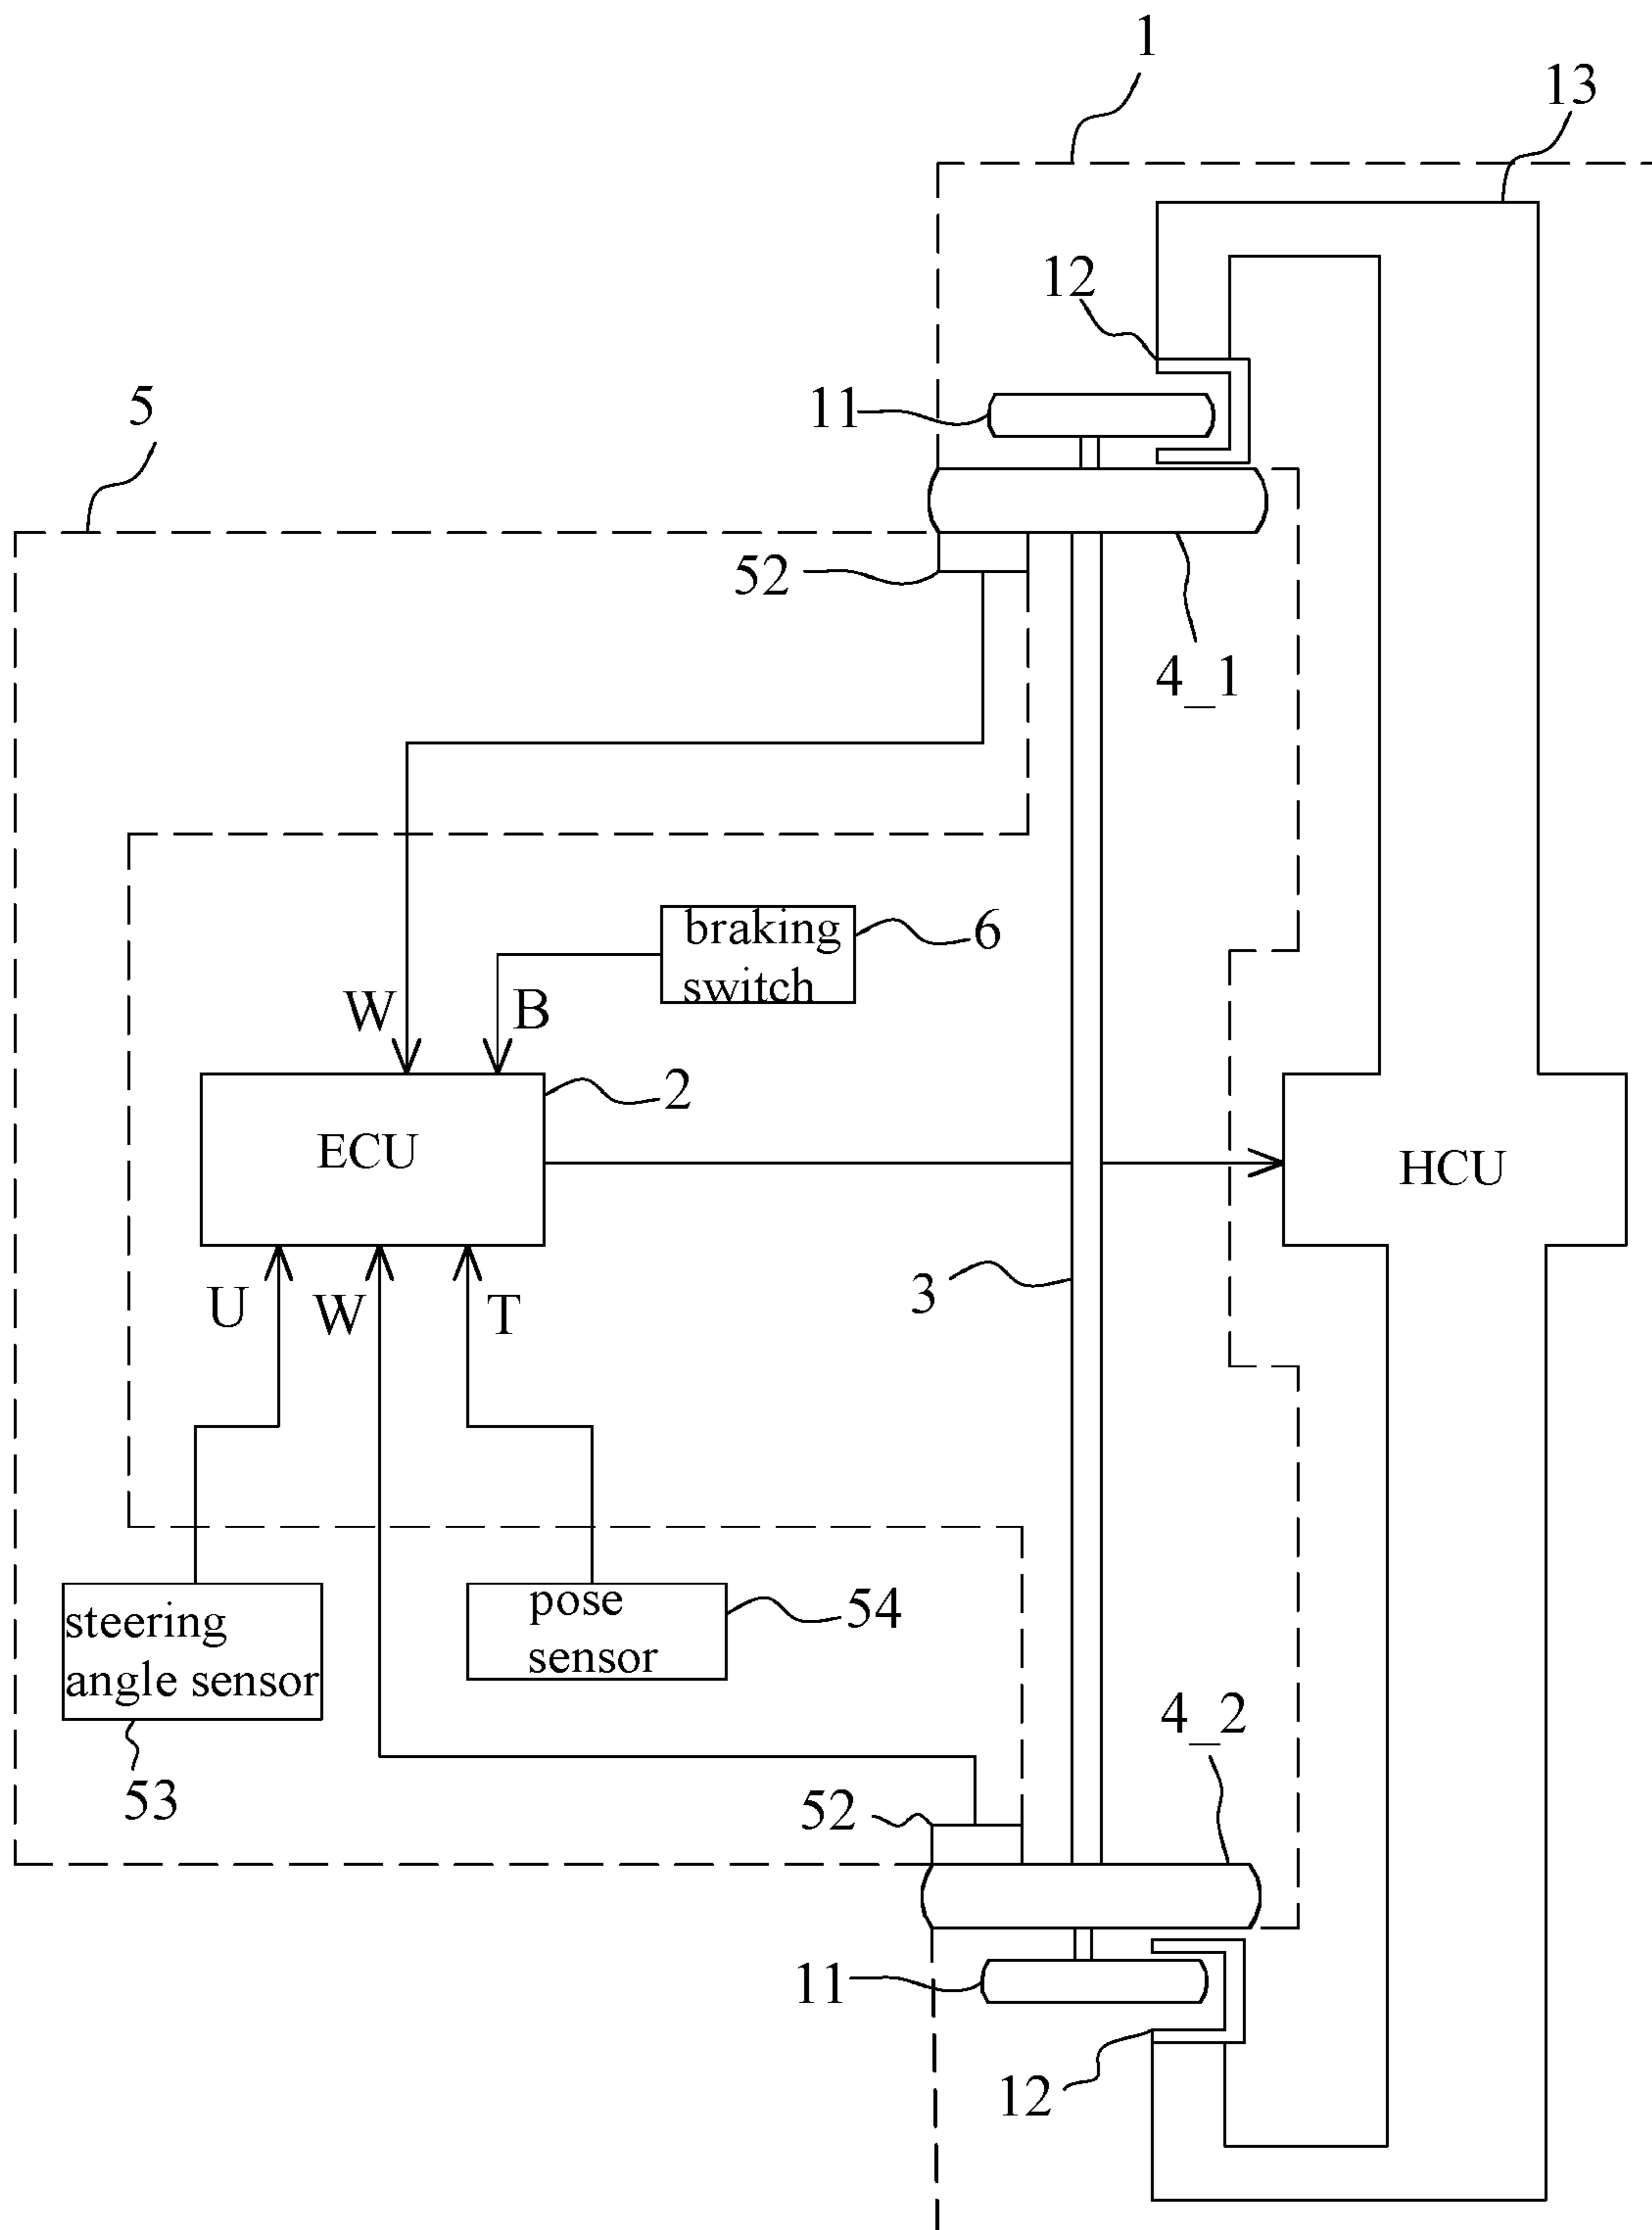 1
13
12
5
11
52
4_1
braking
switch
6
W
B
2
ECU
HCU
3
U
W
T
steering
angle sensor
pose
sensor
54
53
4_2
52
11
12